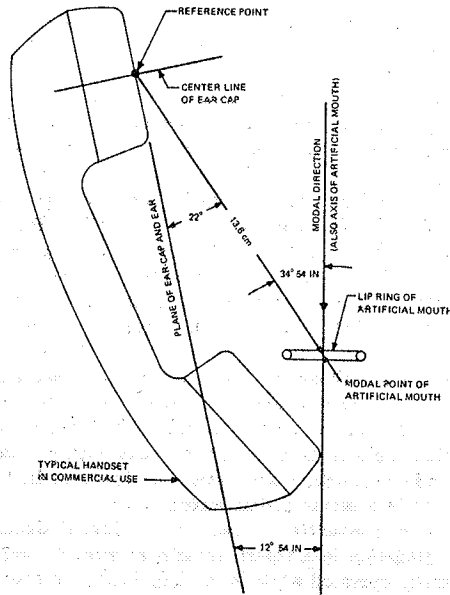 REFERENCE POINT
CENTER LINE
OF EAR CAP
MODAL DIRECTION
(ALSO AXIS OF ARTIFICIAL MOUTH)
PLANE OF EAR-CAP AND EAR
22°
13.6 cm
34° 54 IN
LIP RING OF
ARTIFICIAL MOUTH
MODAL POINT OF
ARTIFICIAL MOUTH
TYPICAL HANDSET
IN COMMERCIAL USE
12° 54 IN